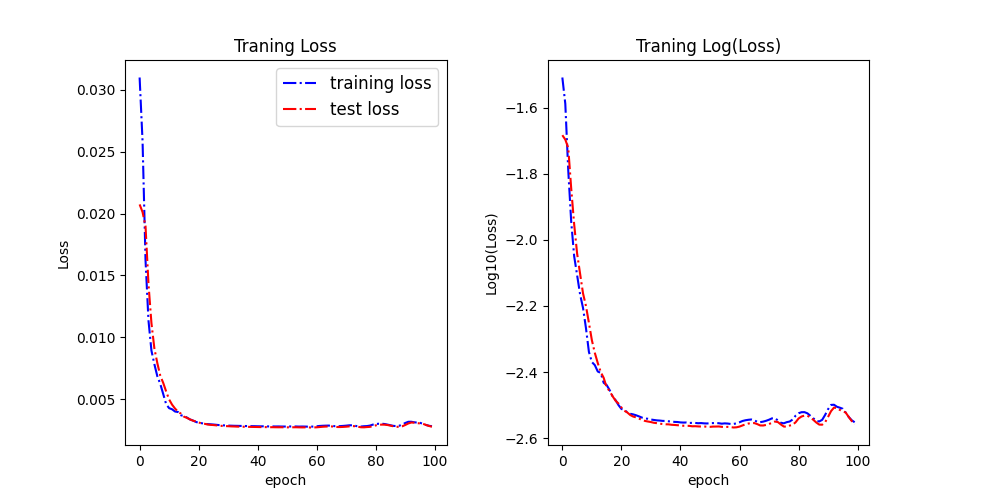 Traning Loss
training loss
test loss
0.030
0.025
0.020
0.015
0.010
0.005
Loss
0 20 40 60 80 100
epoch
Traning Log(Loss)
−1.6
−1.8
−2.0
−2.2
−2.4
−2.6
Log10(Loss)
0 20 40 60 80 100
epoch